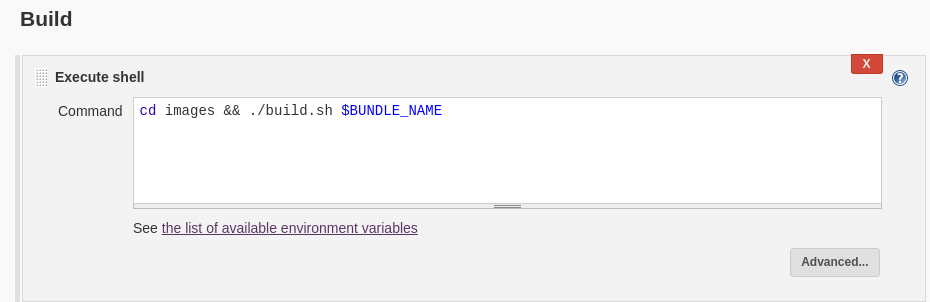 Build
X
Execute shell
?
Command
cd images && ./build.sh $BUNDLE_NAME
See the list of available environment variables
Advanced...